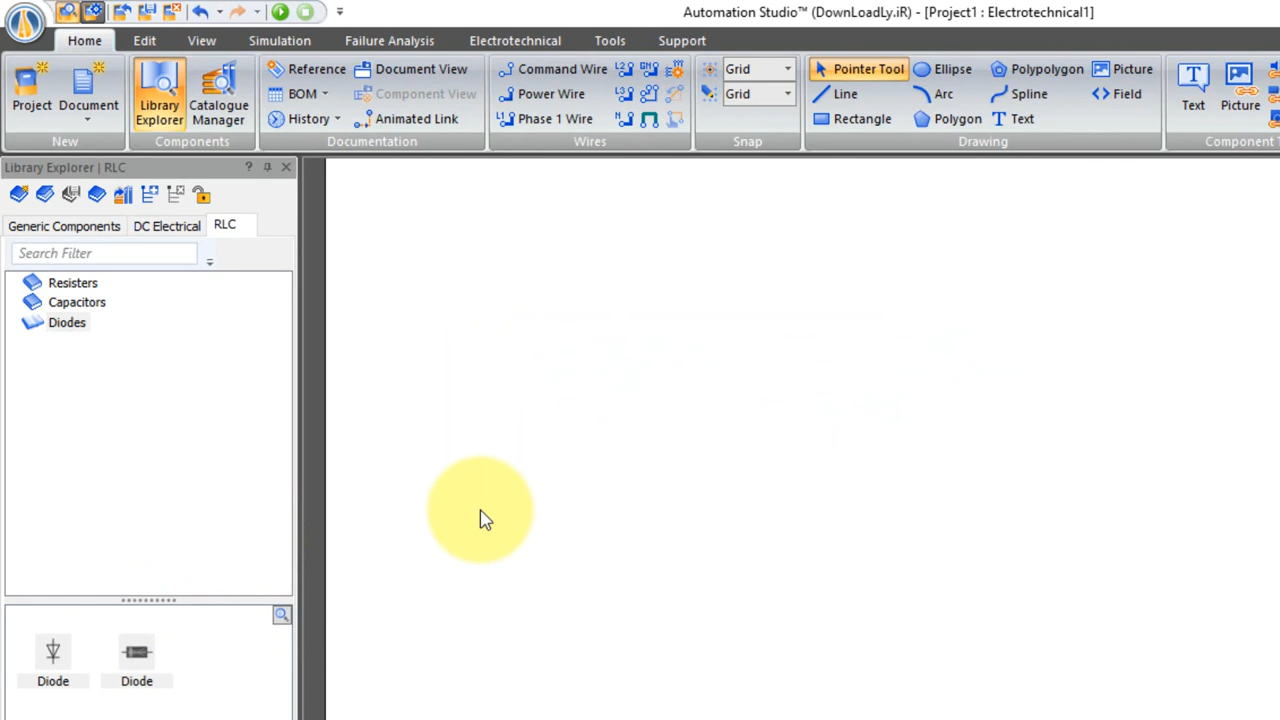 Automation Studio™ (DownLoadLy.iR) - [Project1 : Electrotechnical1]
Home Edit View Simulation Failure Analysis Electrotechnical Tools Support
Reference Document View Command Wire Grid Pointer Tool Ellipse Polypolygon Picture
BOM Component View Power Wire Grid Line Arc Spline Field
Project Document Library Explorer Catalogue Manager Text Picture
History Animated Link Phase 1 Wire Rectangle Polygon Text
New Components Documentation Wires Snap Drawing Component T
Library Explorer | RLC
Generic Components DC Electrical RLC
Search Filter
Resisters
Capacitors
Diodes
Diode Diode